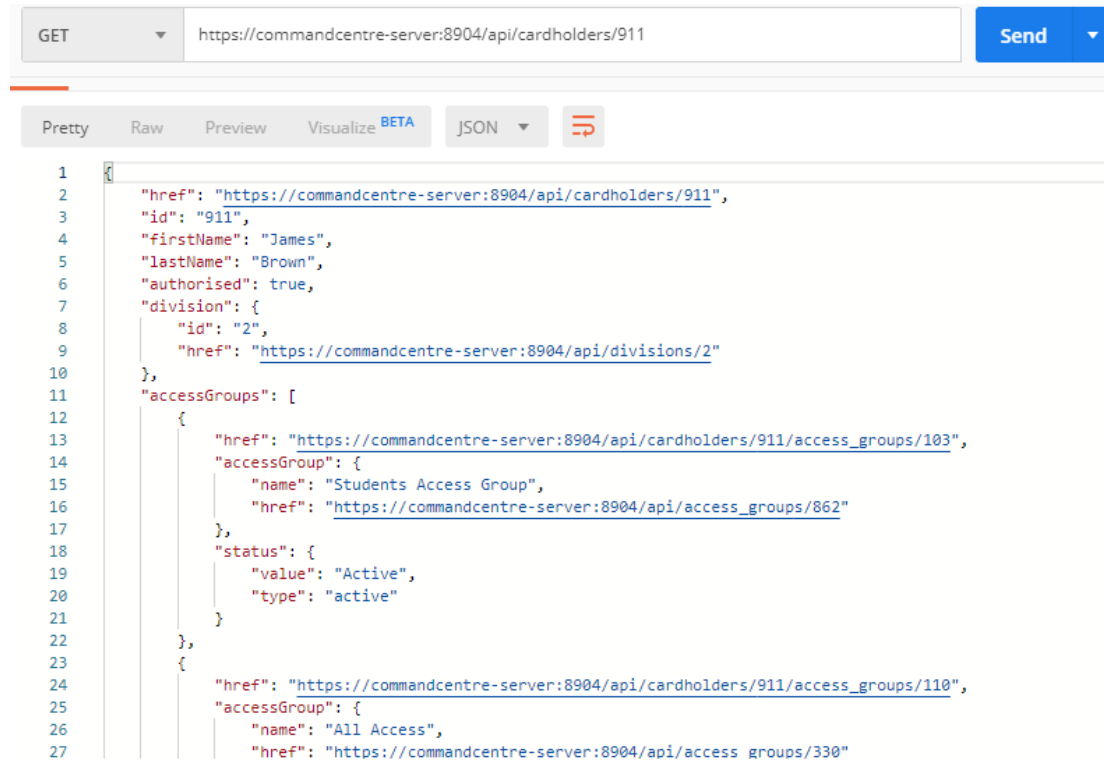 GET https://commandcentre-server:8904/api/cardholders/911 Send
Pretty Raw Preview Visualize BETA JSON
1 {
2 "href": "https://commandcentre-server:8904/api/cardholders/911",
3 "id": "911",
4 "firstName": "James",
5 "lastName": "Brown",
6 "authorised": true,
7 "division": {
8 "id": "2",
9 "href": "https://commandcentre-server:8904/api/divisions/2"
10 },
11 "accessGroups": [
12 {
13 "href": "https://commandcentre-server:8904/api/cardholders/911/access_groups/103",
14 "accessGroup": {
15 "name": "Students Access Group",
16 "href": "https://commandcentre-server:8904/api/access_groups/862"
17 },
18 "status": {
19 "value": "Active",
20 "type": "active"
21 }
22 },
23 {
24 "href": "https://commandcentre-server:8904/api/cardholders/911/access_groups/110",
25 "accessGroup": {
26 "name": "All Access",
27 "href": "https://commandcentre-server:8904/api/access_groups/330"